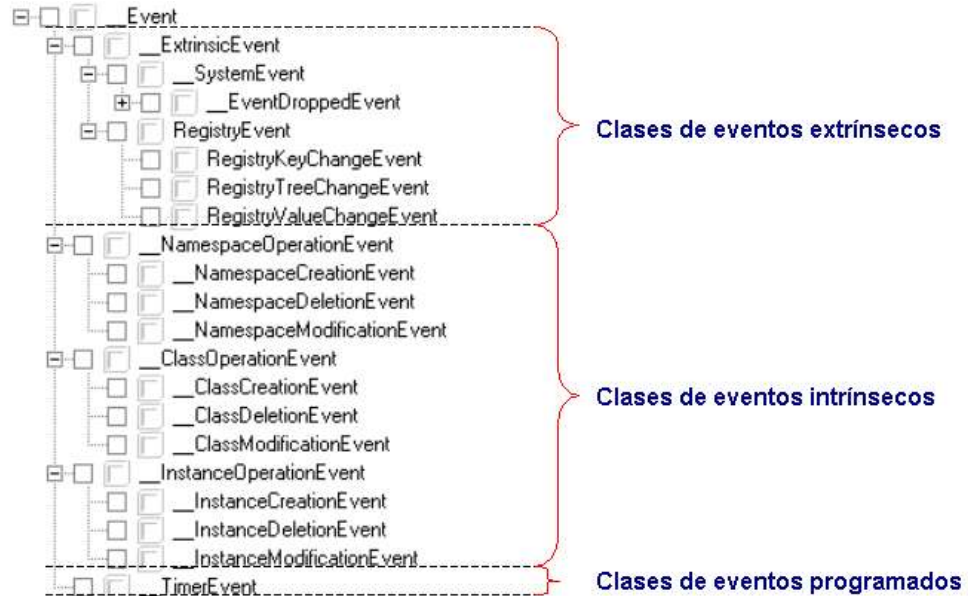 __Event
__ExtrinsicEvent
__SystemEvent
__EventDroppedEvent
RegistryEvent
Clases de eventos extrínsecos
RegistryKeyChangeEvent
RegistryTreeChangeEvent
RegistryValueChangeEvent
__NamespaceOperationEvent
__NamespaceCreationEvent
__NamespaceDeletionEvent
__NamespaceModificationEvent
__ClassOperationEvent
__ClassCreationEvent
Clases de eventos intrínsecos
__ClassDeletionEvent
__ClassModificationEvent
__InstanceOperationEvent
__InstanceCreationEvent
__InstanceDeletionEvent
__InstanceModificationEvent
__TimerEvent
Clases de eventos programados